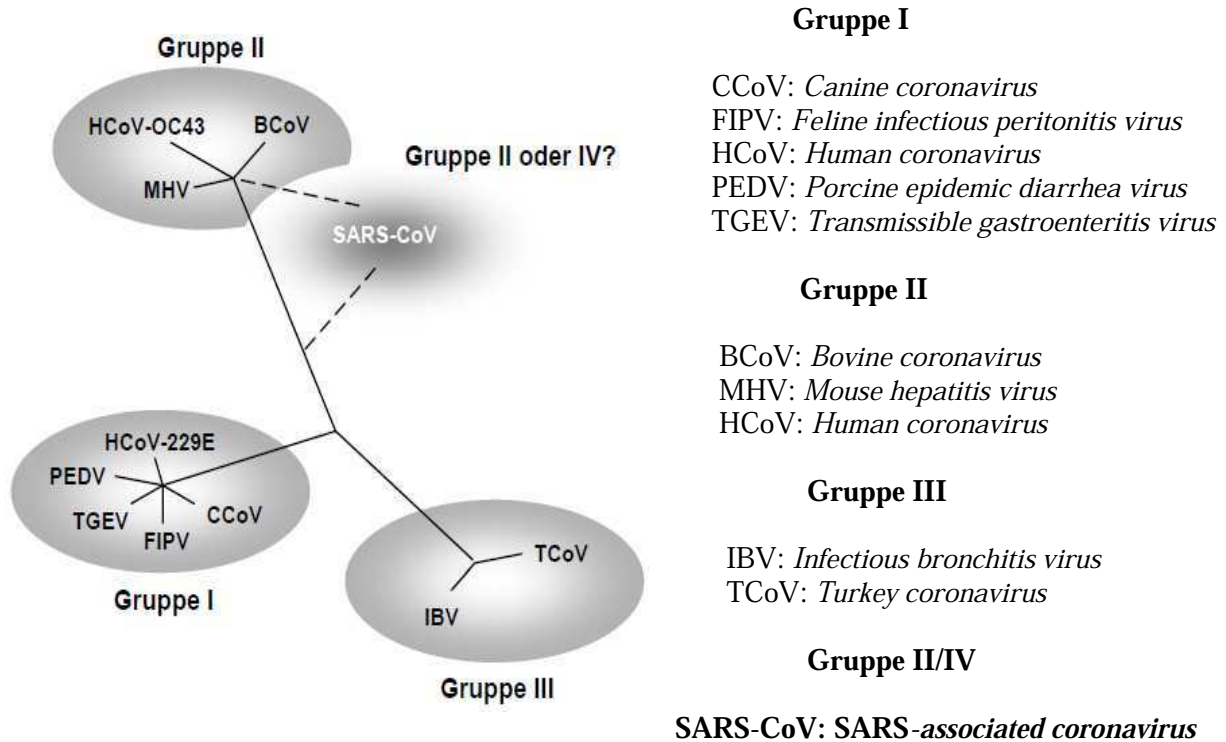 Gruppe II
HCoV-OC43
BCoV
MHV
Gruppe II oder IV?
SARS-CoV
HCoV-229E
PEDV
TGEV
FIPV
CCoV
Gruppe I
TCoV
IBV
Gruppe III
Gruppe I
CCoV: Canine coronavirus
FIPV: Feline infectious peritonitis virus
HCoV: Human coronavirus
PEDV: Porcine epidemic diarrhea virus
TGEV: Transmissible gastroenteritis virus
Gruppe II
BCoV: Bovine coronavirus
MHV: Mouse hepatitis virus
HCoV: Human coronavirus
Gruppe III
IBV: Infectious bronchitis virus
TCoV: Turkey coronavirus
Gruppe II/IV
SARS-CoV: SARS-associated coronavirus